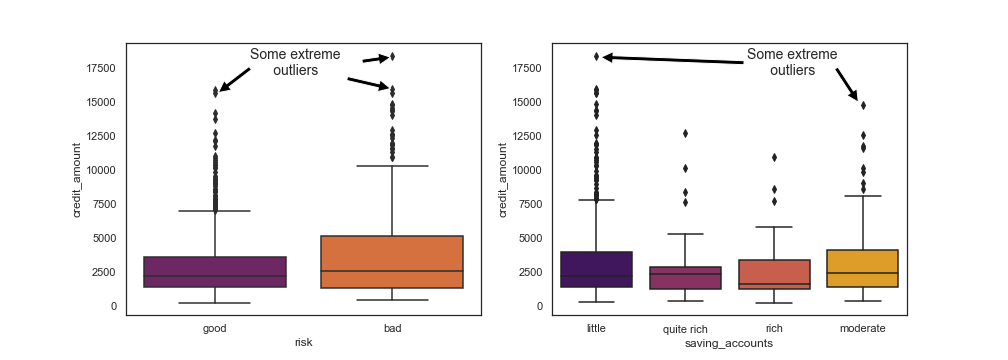 Some extreme
outliers
17500
15000
12500
10000
7500
5000
2500
0
credit_amount
good
bad
risk
Some extreme
outliers
17500
15000
12500
10000
7500
5000
2500
0
credit_amount
little
quite rich
rich
moderate
saving_accounts